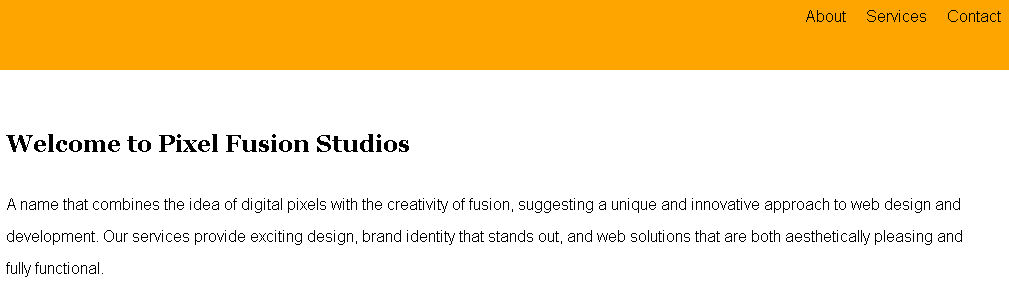 About Services Contact
Welcome to Pixel Fusion Studios
A name that combines the idea of digital pixels with the creativity of fusion, suggesting a unique and innovative approach to web design and
development. Our services provide exciting design, brand identity that stands out, and web solutions that are both aesthetically pleasing and
fully functional.